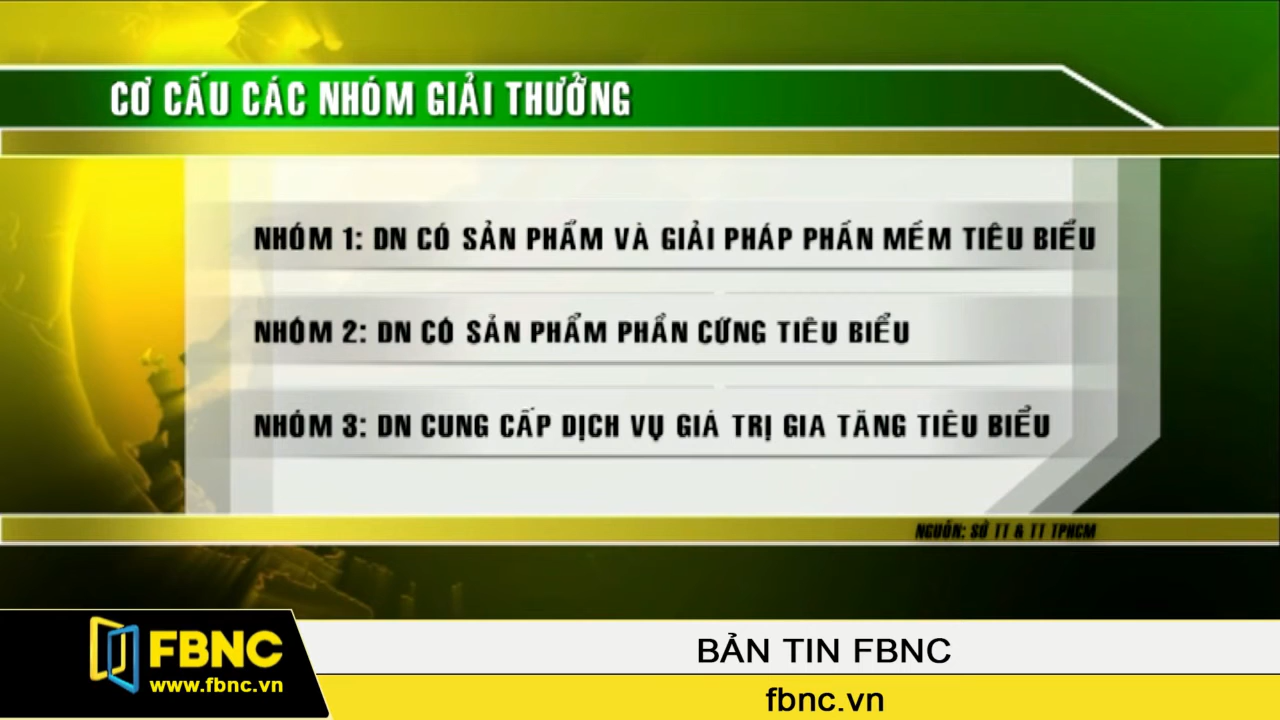 CƠ CẤU CÁC NHÓM GIẢI THƯỞNG
NHÓM 1: DN CÓ SẢN PHẨM VÀ GIẢI PHÁP PHẦN MỀM TIÊU BIỂU
NHÓM 2: DN CÓ SẢN PHẨM PHẦN CỨNG TIÊU BIỂU
NHÓM 3: DN CUNG CẤP DỊCH VỤ GIÁ TRỊ GIA TĂNG TIÊU BIỂU
NGUỒN: SỞ TT & TT TPHCM
FBNC
www.fbnc.vn
BẢN TIN FBNC
fbnc.vn